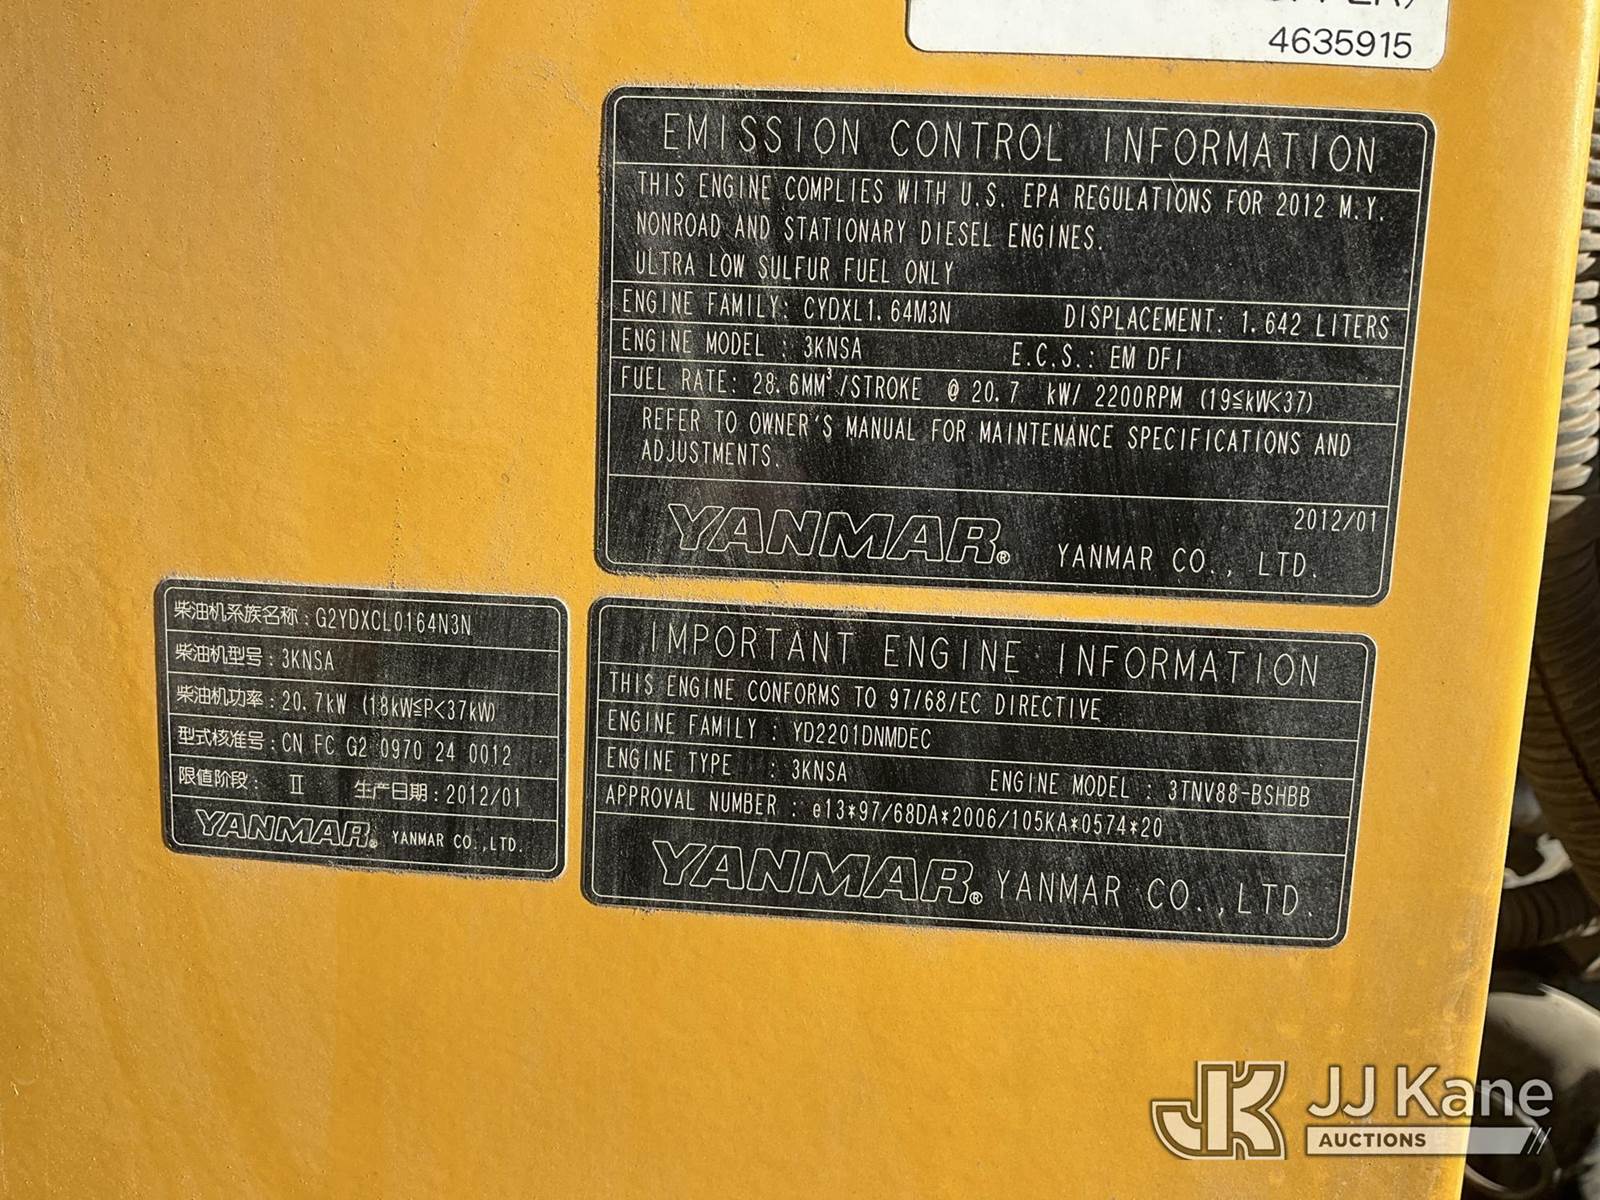 4635915
EMISSION CONTROL INFORMATION
THIS ENGINE COMPLIES WITH U.S. EPA REGULATIONS FOR 2012 M.Y.
NONROAD AND STATIONARY DIESEL ENGINES.
ULTRA LOW SULFUR FUEL ONLY
ENGINE FAMILY: CYDXL1.64M3N DISPLACEMENT: 1.642 LITERS
ENGINE MODEL : 3KNSA E.C.S.: EM DFI
FUEL RATE: 28.6MM³/STROKE @ 20.7 kW/ 2200RPM (19≦kW<37)
REFER TO OWNER'S MANUAL FOR MAINTENANCE SPECIFICATIONS AND
ADJUSTMENTS.
2012/01
YANMAR® YANMAR CO., LTD.
柴油机系族名称: G2YDXCL0164N3N
柴油机型号: 3KNSA
柴油机功率: 20.7kW (18kW≦P<37kW)
型式核准号: CN FC G2 0970 24 0012
限值阶段: Ⅱ 生产日期: 2012/01
YANMAR® YANMAR CO.,LTD.
IMPORTANT ENGINE INFORMATION
THIS ENGINE CONFORMS TO 97/68/EC DIRECTIVE
ENGINE FAMILY : YD2201DNMDEC
ENGINE TYPE : 3KNSA ENGINE MODEL : 3TNV88-BSHBB
APPROVAL NUMBER : e13*97/68DA*2006/105KA*0574*20
YANMAR® YANMAR CO.,LTD.
JK JJ Kane
AUCTIONS